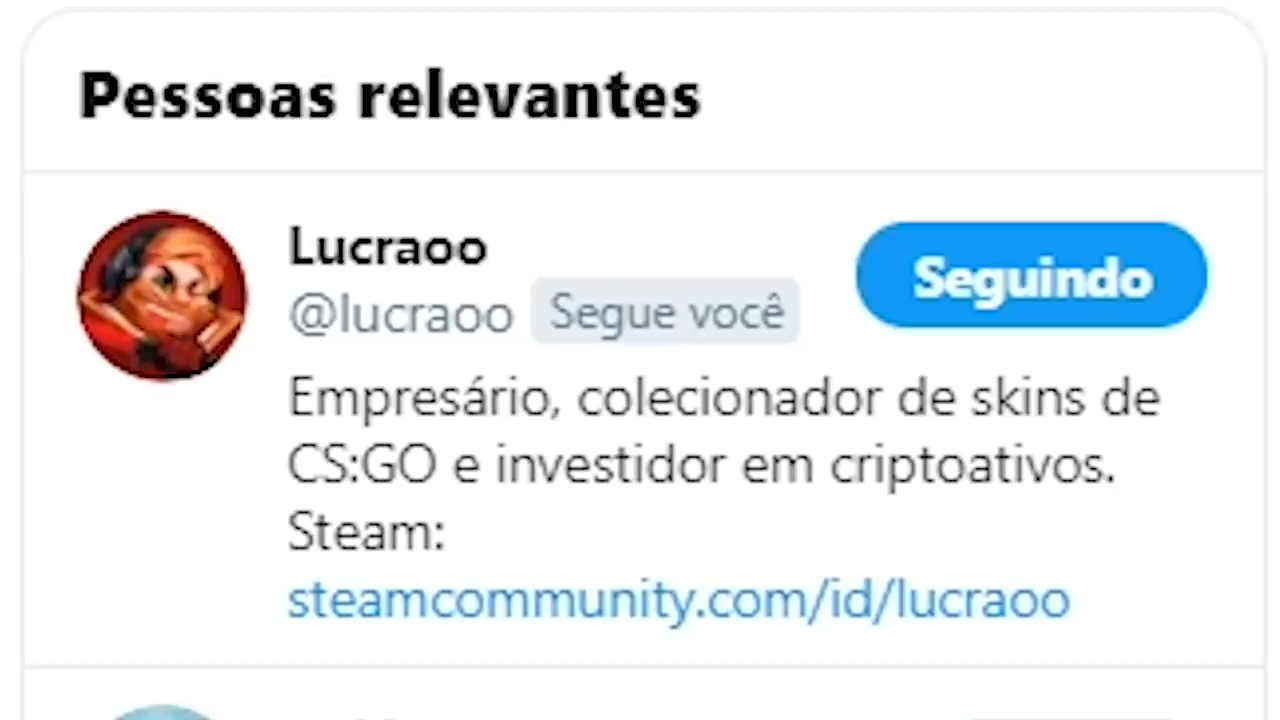 Pessoas relevantes
Lucraoo
Seguindo
@lucraoo Segue você
Empresário, colecionador de skins de
CS:GO e investidor em criptoativos.
Steam:
steamcommunity.com/id/lucraoo